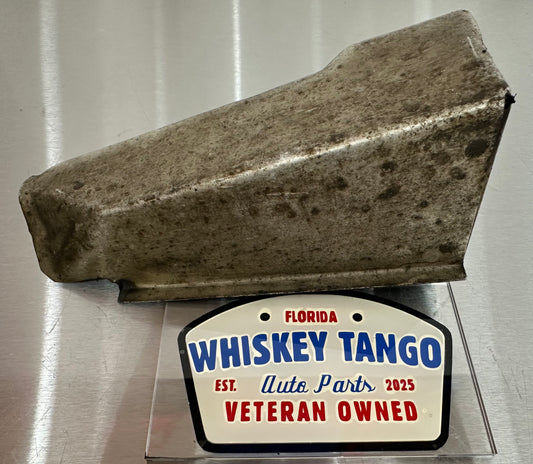 FLORIDA
WHISKEY TANGO
EST. Auto Parts 2025
VETERAN OWNED